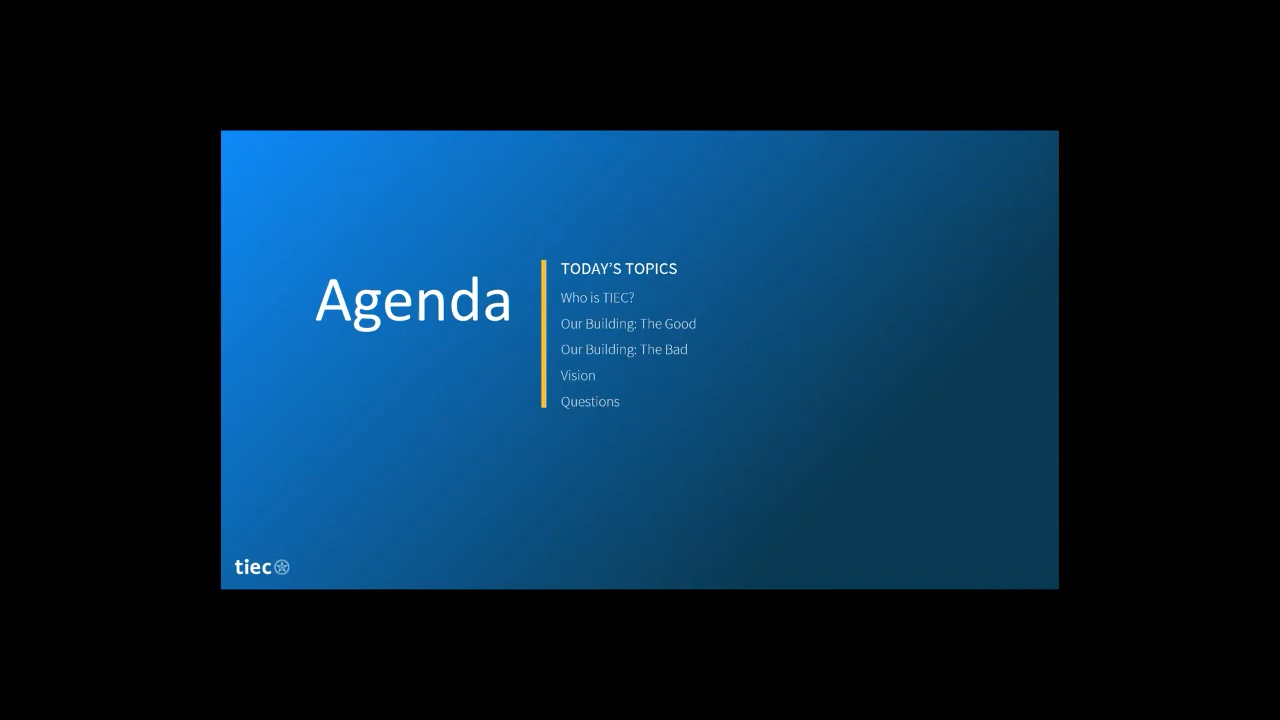 Agenda
TODAY'S TOPICS
Who is TIEC?
Our Building: The Good
Our Building: The Bad
Vision
Questions
tiec